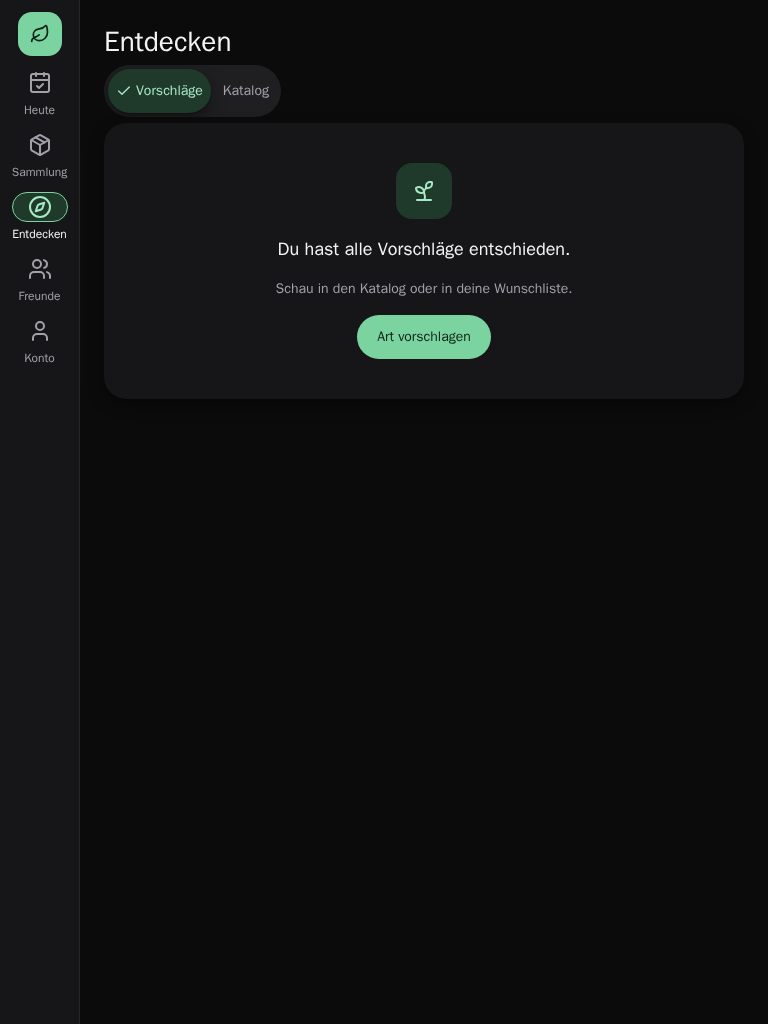 Entdecken
Vorschläge
Katalog
Heute
Sammlung
Entdecken
Freunde
Konto
Du hast alle Vorschläge entschieden.
Schau in den Katalog oder in deine Wunschliste.
Art vorschlagen